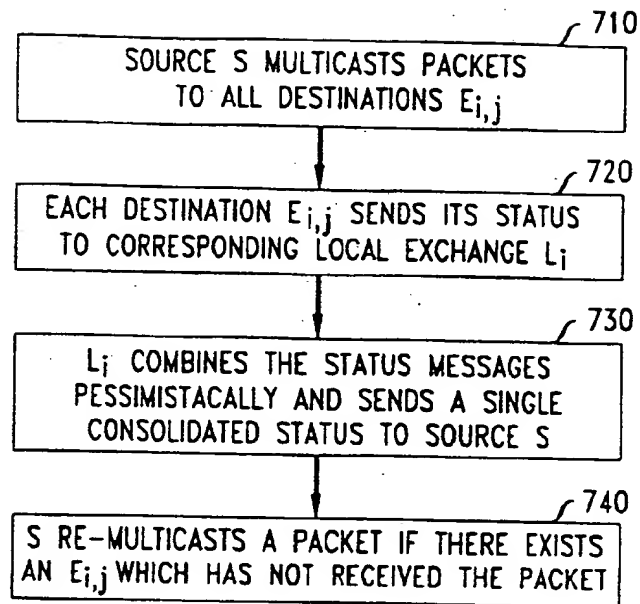 710
SOURCE S MULTICASTS PACKETS
TO ALL DESTINATIONS Ei,j
720
EACH DESTINATION Ei,j SENDS ITS STATUS
TO CORRESPONDING LOCAL EXCHANGE Li
730
Li COMBINES THE STATUS MESSAGES
PESSIMISTACALLY AND SENDS A SINGLE
CONSOLIDATED STATUS TO SOURCE S
740
S RE-MULTICASTS A PACKET IF THERE EXISTS
AN Ei,j WHICH HAS NOT RECEIVED THE PACKET